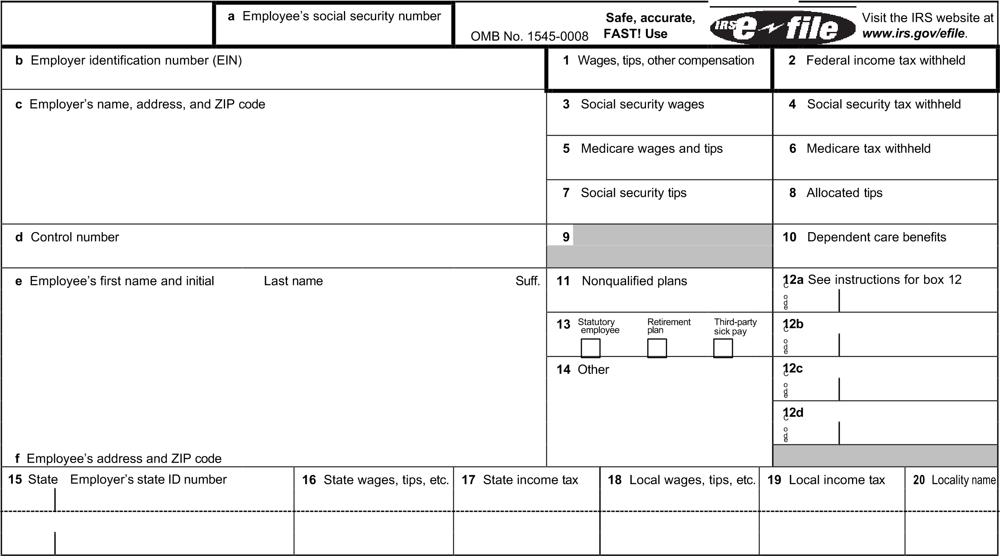 a Employee’s social security number
OMB No. 1545-0008
Safe, accurate,
FAST! Use
IRS e file
Visit the IRS website at
www.irs.gov/efile.
b Employer identification number (EIN)
1 Wages, tips, other compensation
2 Federal income tax withheld
c Employer’s name, address, and ZIP code
3 Social security wages
4 Social security tax withheld
5 Medicare wages and tips
6 Medicare tax withheld
7 Social security tips
8 Allocated tips
d Control number
9
10 Dependent care benefits
e Employee’s first name and initial
Last name
Suff.
11 Nonqualified plans
12a See instructions for box 12
C
o
d
e
13
Statutory
employee
Retirement
plan
Third-party
sick pay
12b
C
o
d
e
14 Other
12c
C
o
d
e
12d
C
o
d
e
f Employee’s address and ZIP code
15 State
Employer’s state ID number
16 State wages, tips, etc.
17 State income tax
18 Local wages, tips, etc.
19 Local income tax
20 Locality name